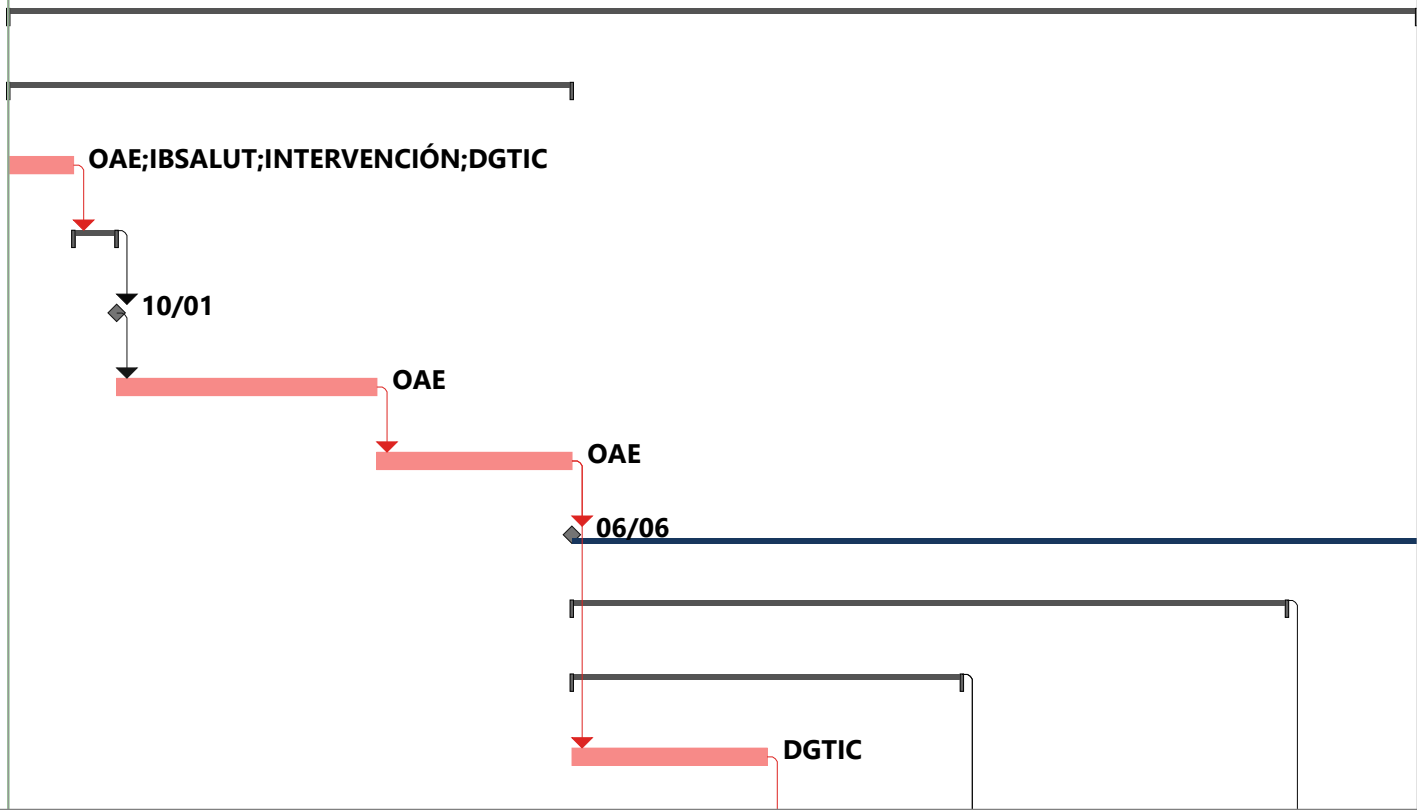 OAE;IBSALUT;INTERVENCIÓN;DGTIC
10/01
OAE
OAE
06/06
DGTIC